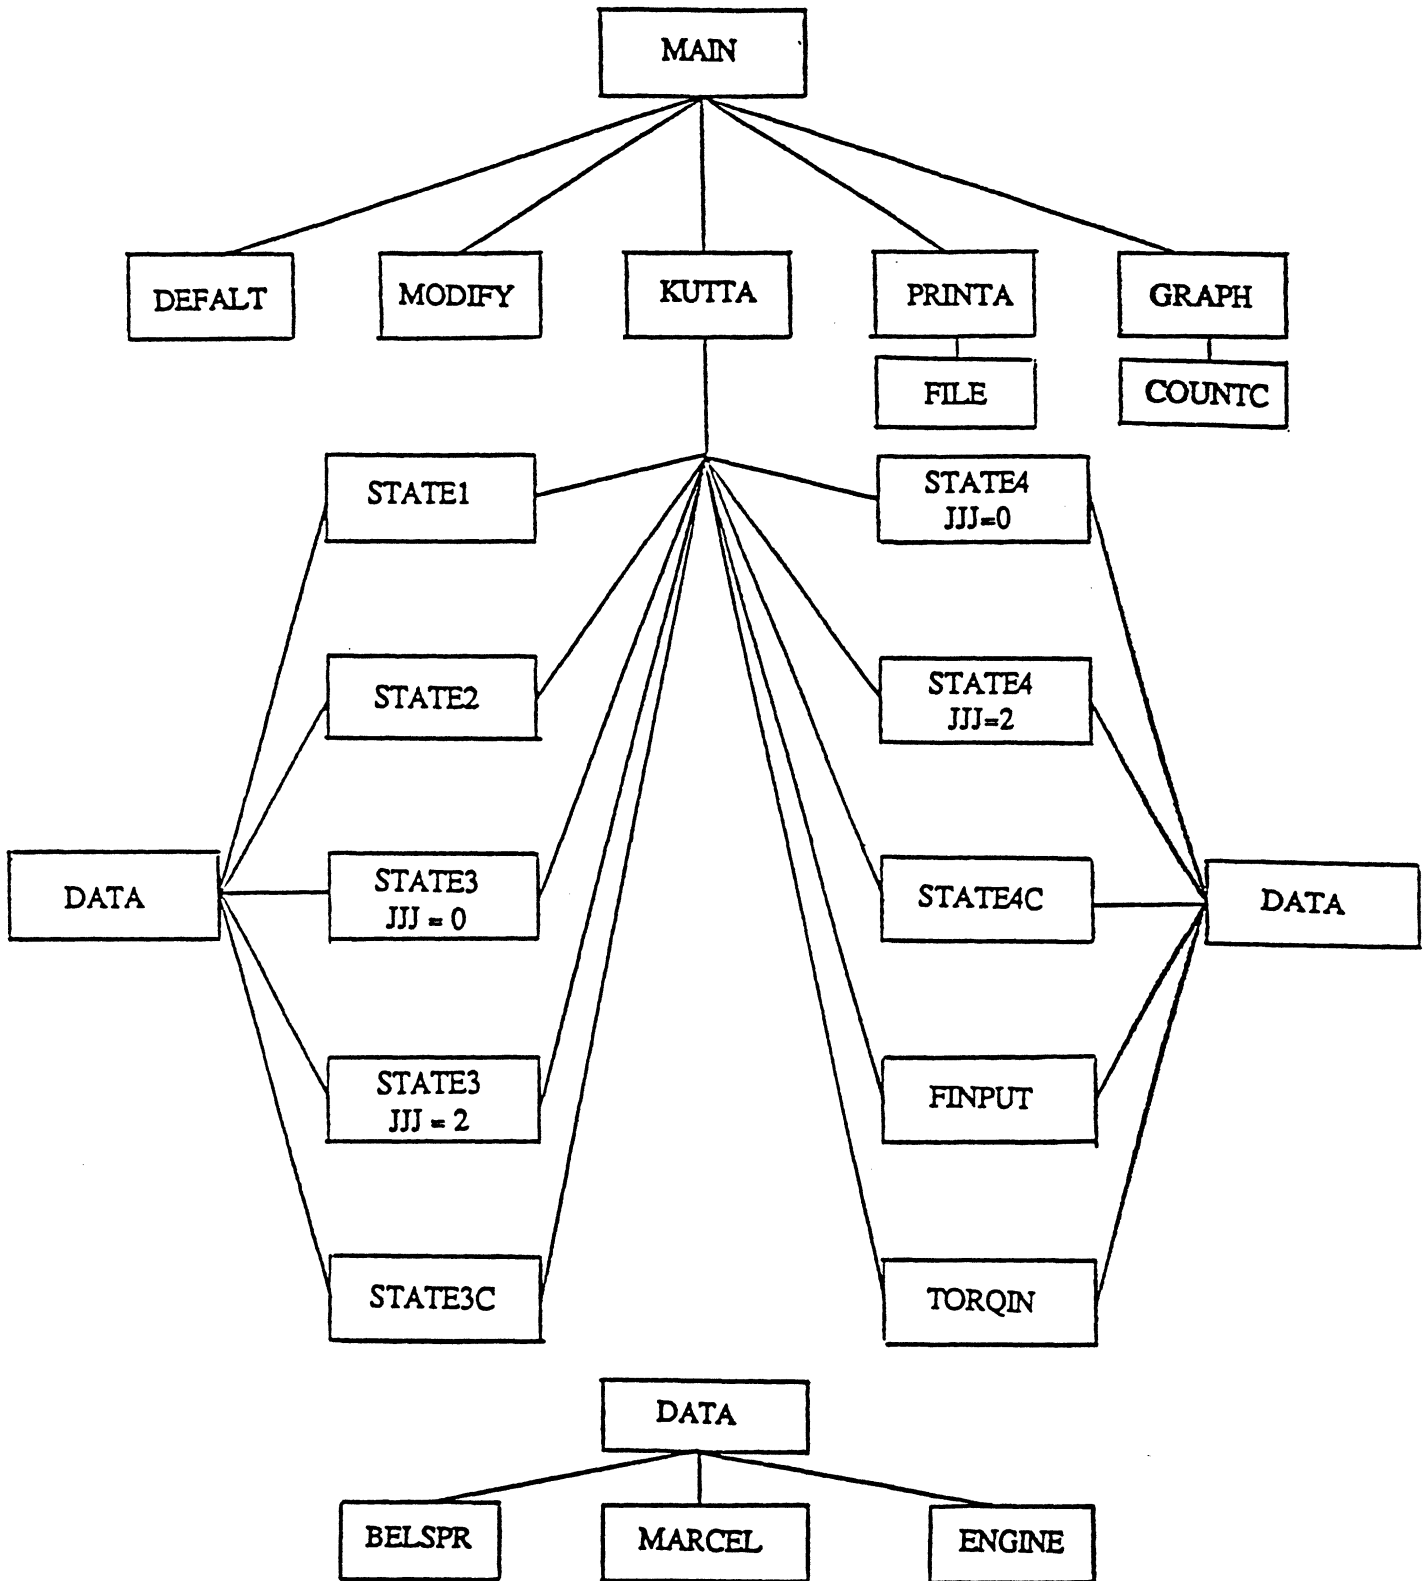 MAIN
DEFALT
MODIFY
KUTTA
PRINTA
GRAPH
FILE
COUNTC
STATE1
STATE4
JJJ=0
STATE2
STATE4
JJJ=2
DATA
STATE3
JJJ = 0
STATE4C
DATA
STATE3
JJJ = 2
FINPUT
STATE3C
TORQIN
DATA
BELSPR
MARCEL
ENGINE